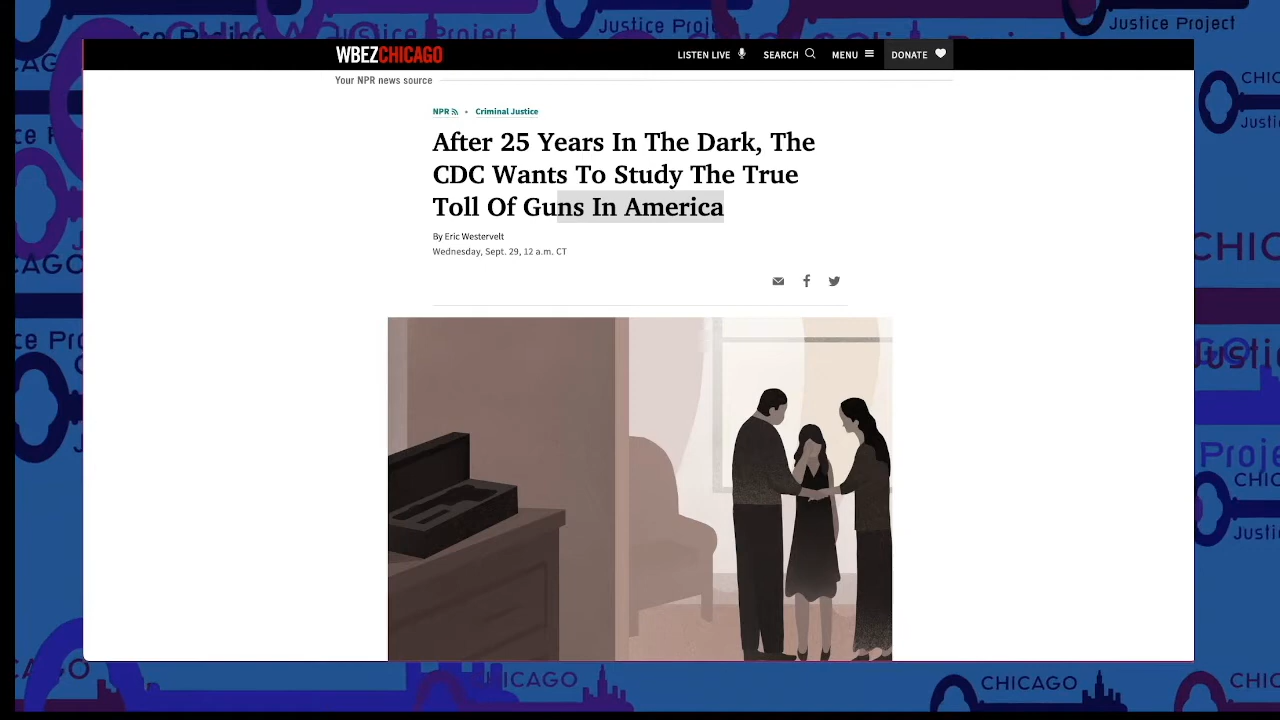 Justice Project
Justice Project
WBEZCHICAGO
LISTEN LIVE
SEARCH
MENU
DONATE
Your NPR news source
NPR • Criminal Justice
After 25 Years In The Dark, The
CDC Wants To Study The True
Toll Of Guns In America
By Eric Westervelt
Wednesday, Sept. 29, 12 a.m. CT
CHICAGO
CHICAGO